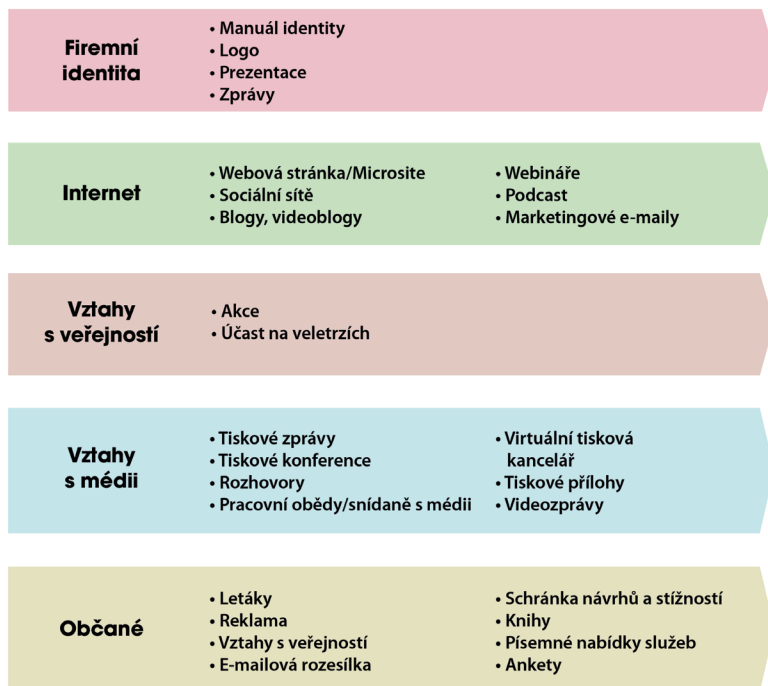 Firemní
identita
• Manuál identity
• Logo
• Prezentace
• Zprávy
Internet
• Webová stránka/Microsite
• Sociální sítě
• Blogy, videoblogy
• Webináře
• Podcast
• Marketingové e-maily
Vztahy
s veřejností
• Akce
• Účast na veletrzích
Vztahy
s médii
• Tiskové zprávy
• Tiskové konference
• Rozhovory
• Pracovní obědy/snídaně s médii
• Virtuální tisková
kancelář
• Tiskové přílohy
• Videozprávy
Občané
• Letáky
• Reklama
• Vztahy s veřejností
• E-mailová rozesílka
• Schránka návrhů a stížností
• Knihy
• Písemné nabídky služeb
• Ankety